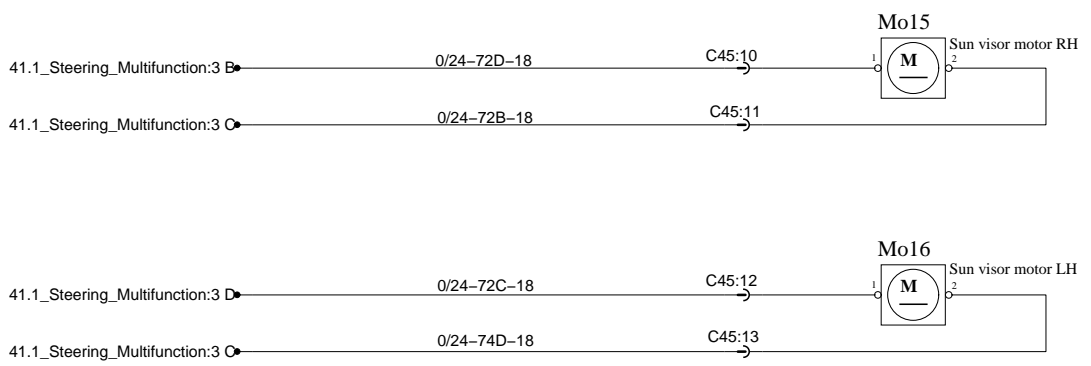 Mo15
Sun visor motor RH
41.1_Steering_Multifunction:3 B
0/24−72D−18
C45:10
1
M
2
41.1_Steering_Multifunction:3 C
0/24−72B−18
C45:11
Mo16
Sun visor motor LH
41.1_Steering_Multifunction:3 D
0/24−72C−18
C45:12
1
M
2
41.1_Steering_Multifunction:3 C
0/24−74D−18
C45:13